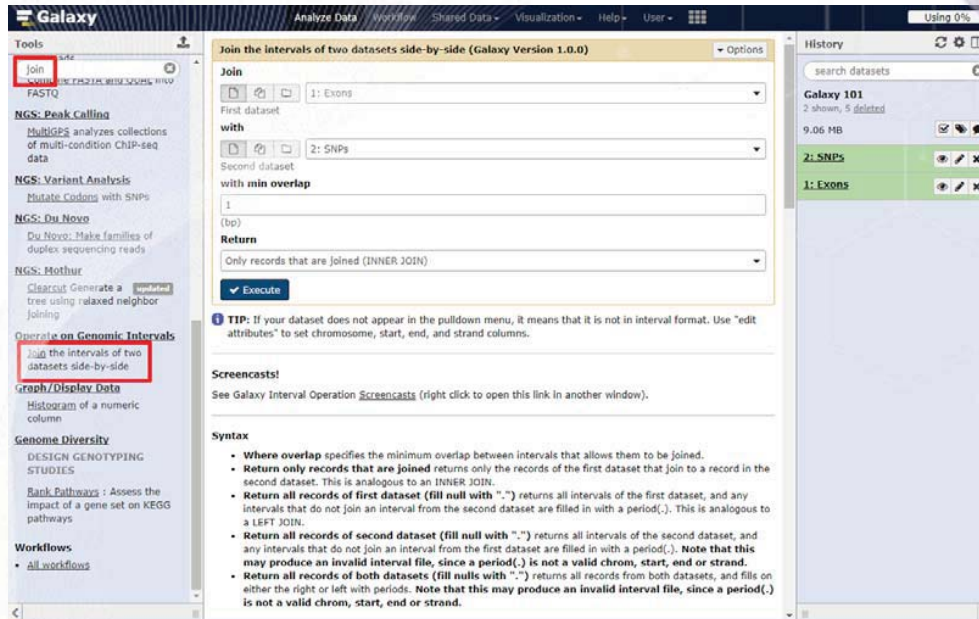 Galaxy
Analyze Data Workflow Shared Data Visualization Help User
Using 0%
Tools
join
Combine FASTA and QUAL into
FASTQ
NGS: Peak Calling
MultiGPS analyzes collections
of multi-condition ChIP-seq
data
NGS: Variant Analysis
Mutate Codons with SNPs
NGS: Du Novo
Du Novo: Make families of
duplex sequencing reads
NGS: Mothur
Clearcut Generate a updated
tree using relaxed neighbor
joining
Operate on Genomic Intervals
Join the intervals of two
datasets side-by-side
Graph/Display Data
Histogram of a numeric
column
Genome Diversity
DESIGN GENOTYPING
STUDIES
Rank Pathways : Assess the
impact of a gene set on KEGG
pathways
Workflows
• All workflows
Join the intervals of two datasets side-by-side (Galaxy Version 1.0.0)
Options
Join
1: Exons
First dataset
with
2: SNPs
Second dataset
with min overlap
1
(bp)
Return
Only records that are joined (INNER JOIN)
Execute
TIP: If your dataset does not appear in the pulldown menu, it means that it is not in interval format. Use "edit
attributes" to set chromosome, start, end, and strand columns.
Screencasts!
See Galaxy Interval Operation Screencasts (right click to open this link in another window).
Syntax
• Where overlap specifies the minimum overlap between intervals that allows them to be joined.
• Return only records that are joined returns only the records of the first dataset that join to a record in the
second dataset. This is analogous to an INNER JOIN.
• Return all records of first dataset (fill null with ".") returns all intervals of the first dataset, and any
intervals that do not join an interval from the second dataset are filled in with a period(.). This is analogous to
a LEFT JOIN.
• Return all records of second dataset (fill null with ".") returns all intervals of the second dataset, and
any intervals that do not join an interval from the first dataset are filled in with a period(.). Note that this
may produce an invalid interval file, since a period(.) is not a valid chrom, start, end or strand.
• Return all records of both datasets (fill nulls with ".") returns all records from both datasets, and fills on
either the right or left with periods. Note that this may produce an invalid interval file, since a period(.)
is not a valid chrom, start, end or strand.
History
search datasets
Galaxy 101
2 shown, 5 deleted
9.06 MB
2: SNPs
1: Exons